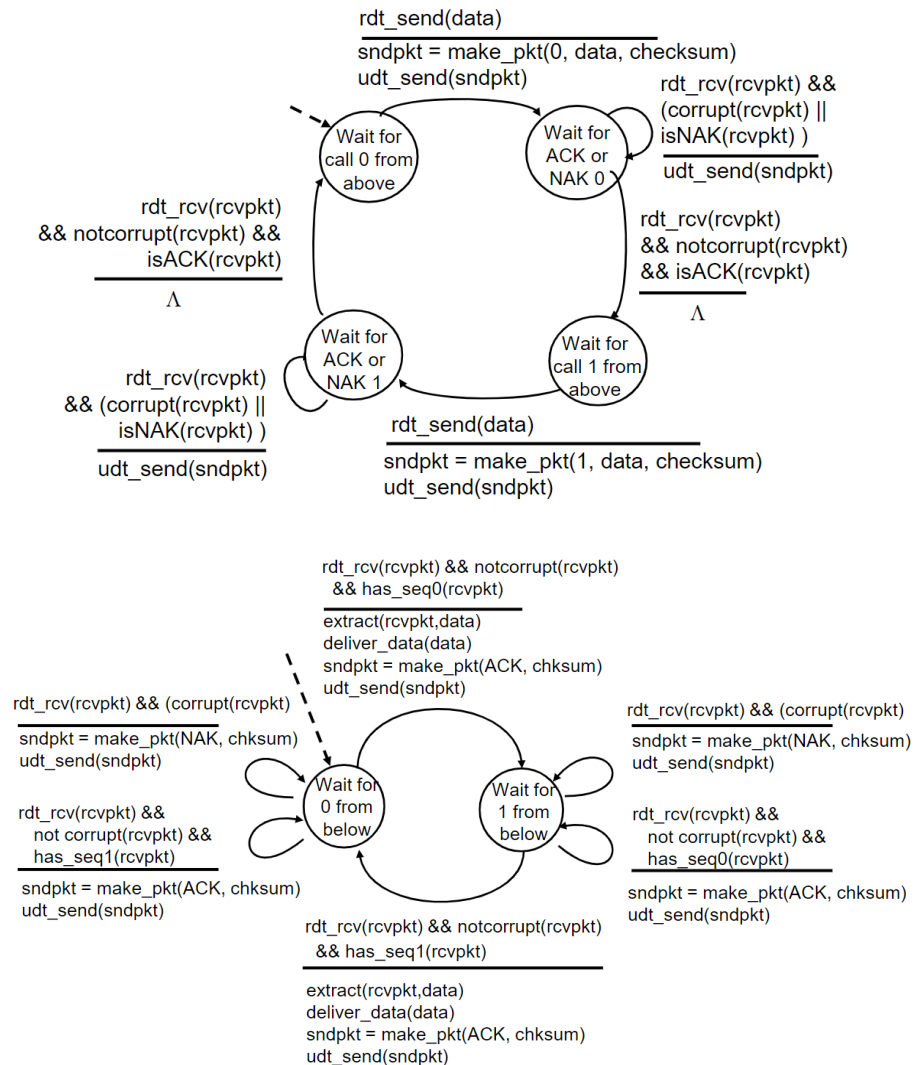 rdt_send(data)
sndpkt = make_pkt(0, data, checksum)
udt_send(sndpkt)
Wait for
call 0 from
above
Wait for
ACK or
NAK 0
rdt_rcv(rcvpkt) &&
(corrupt(rcvpkt) ||
isNAK(rcvpkt) )
udt_send(sndpkt)
rdt_rcv(rcvpkt)
&& notcorrupt(rcvpkt) &&
isACK(rcvpkt)
Λ
rdt_rcv(rcvpkt)
&& notcorrupt(rcvpkt)
&& isACK(rcvpkt)
Λ
Wait for
ACK or
NAK 1
Wait for
call 1 from
above
rdt_rcv(rcvpkt)
&& (corrupt(rcvpkt) ||
isNAK(rcvpkt) )
udt_send(sndpkt)
rdt_send(data)
sndpkt = make_pkt(1, data, checksum)
udt_send(sndpkt)
rdt_rcv(rcvpkt) && notcorrupt(rcvpkt)
&& has_seq0(rcvpkt)
extract(rcvpkt,data)
deliver_data(data)
sndpkt = make_pkt(ACK, chksum)
udt_send(sndpkt)
rdt_rcv(rcvpkt) && (corrupt(rcvpkt)
sndpkt = make_pkt(NAK, chksum)
udt_send(sndpkt)
rdt_rcv(rcvpkt) &&
not corrupt(rcvpkt) &&
has_seq1(rcvpkt)
sndpkt = make_pkt(ACK, chksum)
udt_send(sndpkt)
Wait for
0 from
below
Wait for
1 from
below
rdt_rcv(rcvpkt) && (corrupt(rcvpkt)
sndpkt = make_pkt(NAK, chksum)
udt_send(sndpkt)
rdt_rcv(rcvpkt) &&
not corrupt(rcvpkt) &&
has_seq0(rcvpkt)
sndpkt = make_pkt(ACK, chksum)
udt_send(sndpkt)
rdt_rcv(rcvpkt) && notcorrupt(rcvpkt)
&& has_seq1(rcvpkt)
extract(rcvpkt,data)
deliver_data(data)
sndpkt = make_pkt(ACK, chksum)
udt_send(sndpkt)